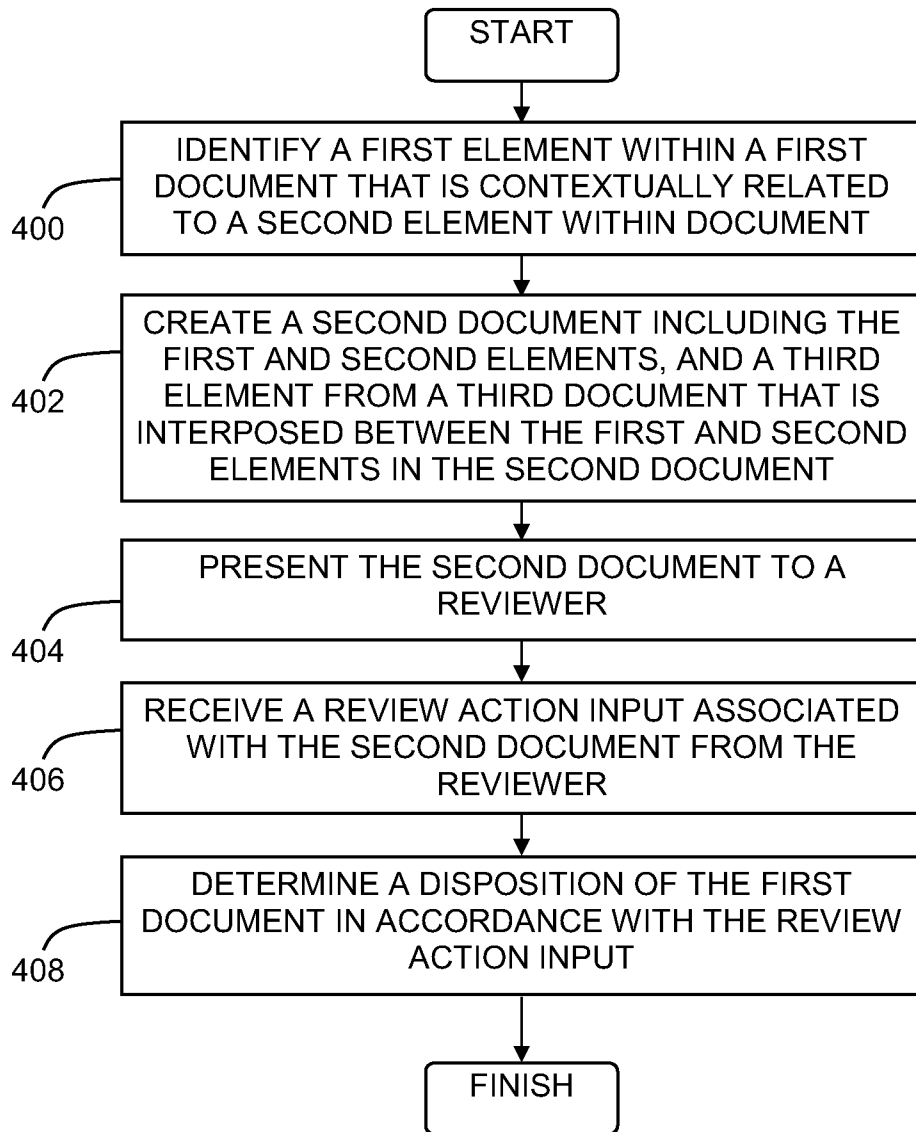 START
IDENTIFY A FIRST ELEMENT WITHIN A FIRST
DOCUMENT THAT IS CONTEXTUALLY RELATED
TO A SECOND ELEMENT WITHIN DOCUMENT
400
CREATE A SECOND DOCUMENT INCLUDING THE
FIRST AND SECOND ELEMENTS, AND A THIRD
ELEMENT FROM A THIRD DOCUMENT THAT IS
INTERPOSED BETWEEN THE FIRST AND SECOND
ELEMENTS IN THE SECOND DOCUMENT
402
PRESENT THE SECOND DOCUMENT TO A
REVIEWER
404
RECEIVE A REVIEW ACTION INPUT ASSOCIATED
WITH THE SECOND DOCUMENT FROM THE
REVIEWER
406
DETERMINE A DISPOSITION OF THE FIRST
DOCUMENT IN ACCORDANCE WITH THE REVIEW
ACTION INPUT
408
FINISH